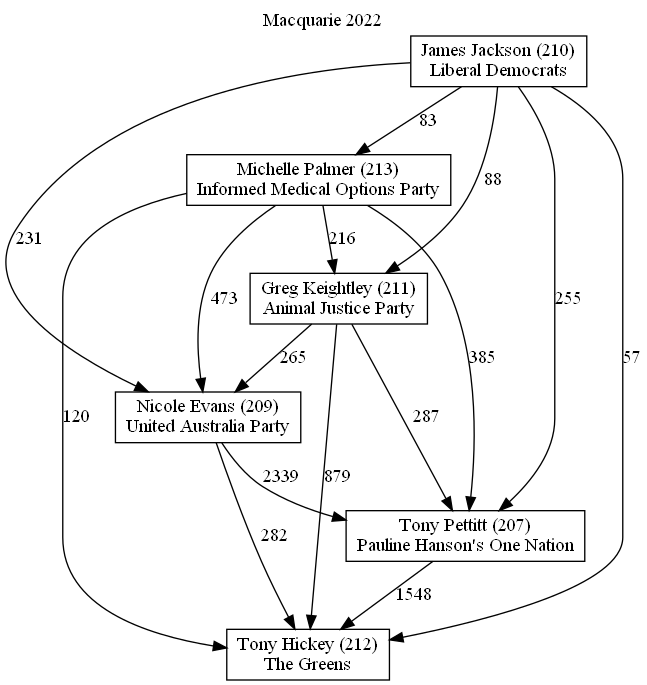 Macquarie 2022
James Jackson (210)
Liberal Democrats
83
Michelle Palmer (213)
Informed Medical Options Party
88
231
216
473
255
Greg Keightley (211)
Animal Justice Party
265
385
57
Nicole Evans (209)
United Australia Party
120
287
2339
879
282
Tony Pettitt (207)
Pauline Hanson's One Nation
1548
Tony Hickey (212)
The Greens